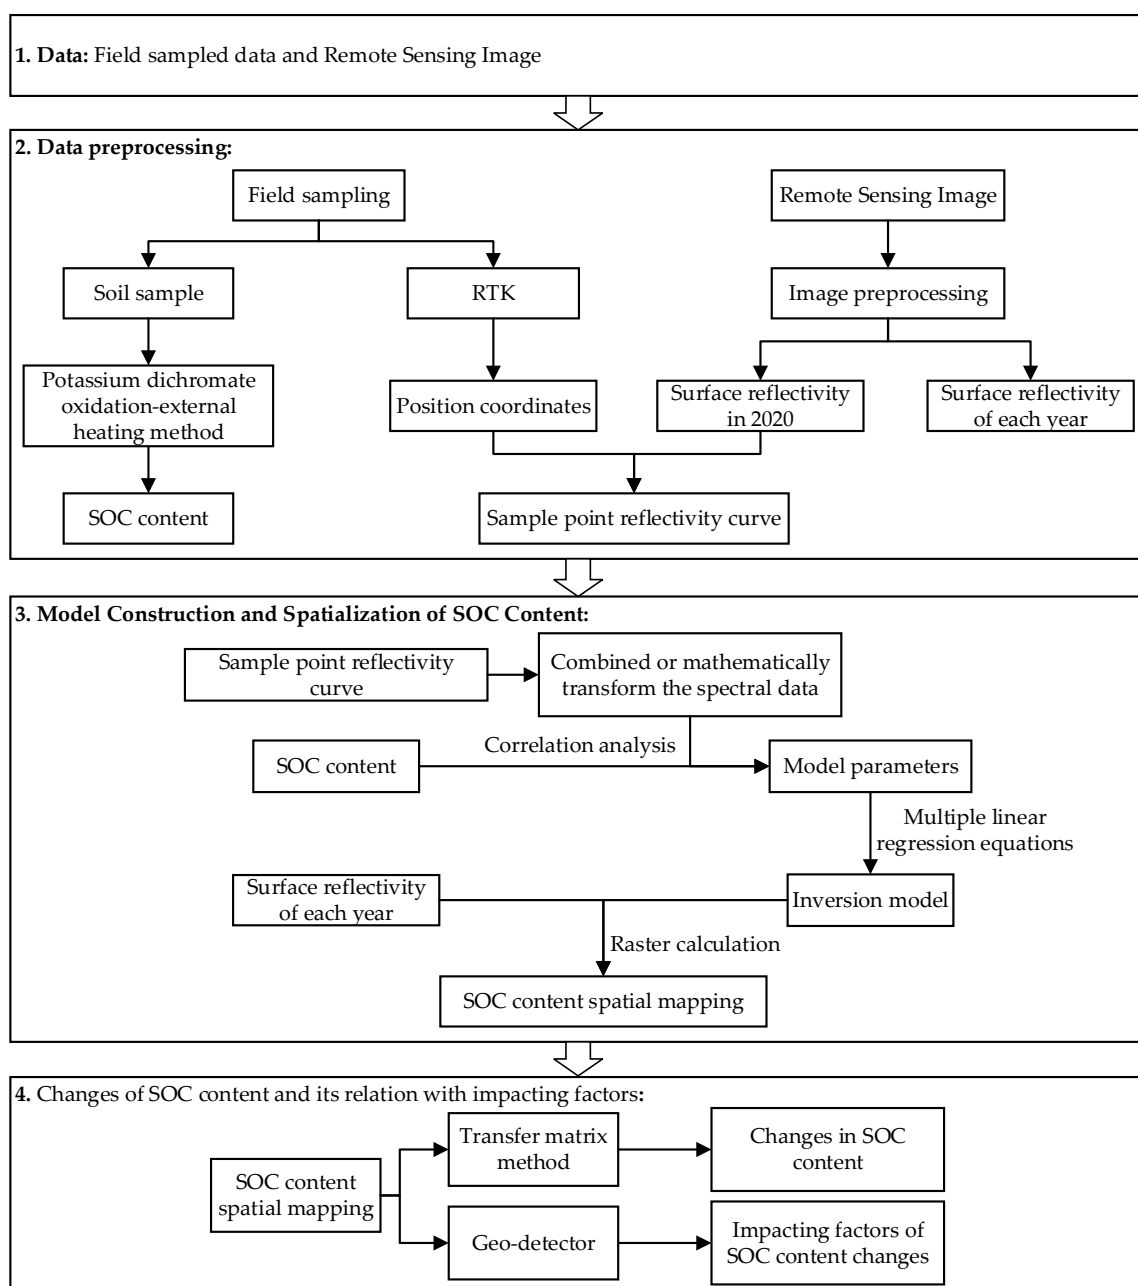 1. Data: Field sampled data and Remote Sensing Image
2. Data preprocessing:
Field sampling
Remote Sensing Image
Soil sample
RTK
Image preprocessing
Potassium dichromate
oxidation-external
heating method
Position coordinates
Surface reflectivity
in 2020
Surface reflectivity
of each year
SOC content
Sample point reflectivity curve
3. Model Construction and Spatialization of SOC Content:
Sample point reflectivity
curve
Combined or mathematically
transform the spectral data
Correlation analysis
SOC content
Model parameters
Multiple linear
regression equations
Surface reflectivity
of each year
Inversion model
Raster calculation
SOC content spatial mapping
4. Changes of SOC content and its relation with impacting factors:
Transfer matrix
method
Changes in SOC
content
SOC content
spatial mapping
Geo-detector
Impacting factors of
SOC content changes